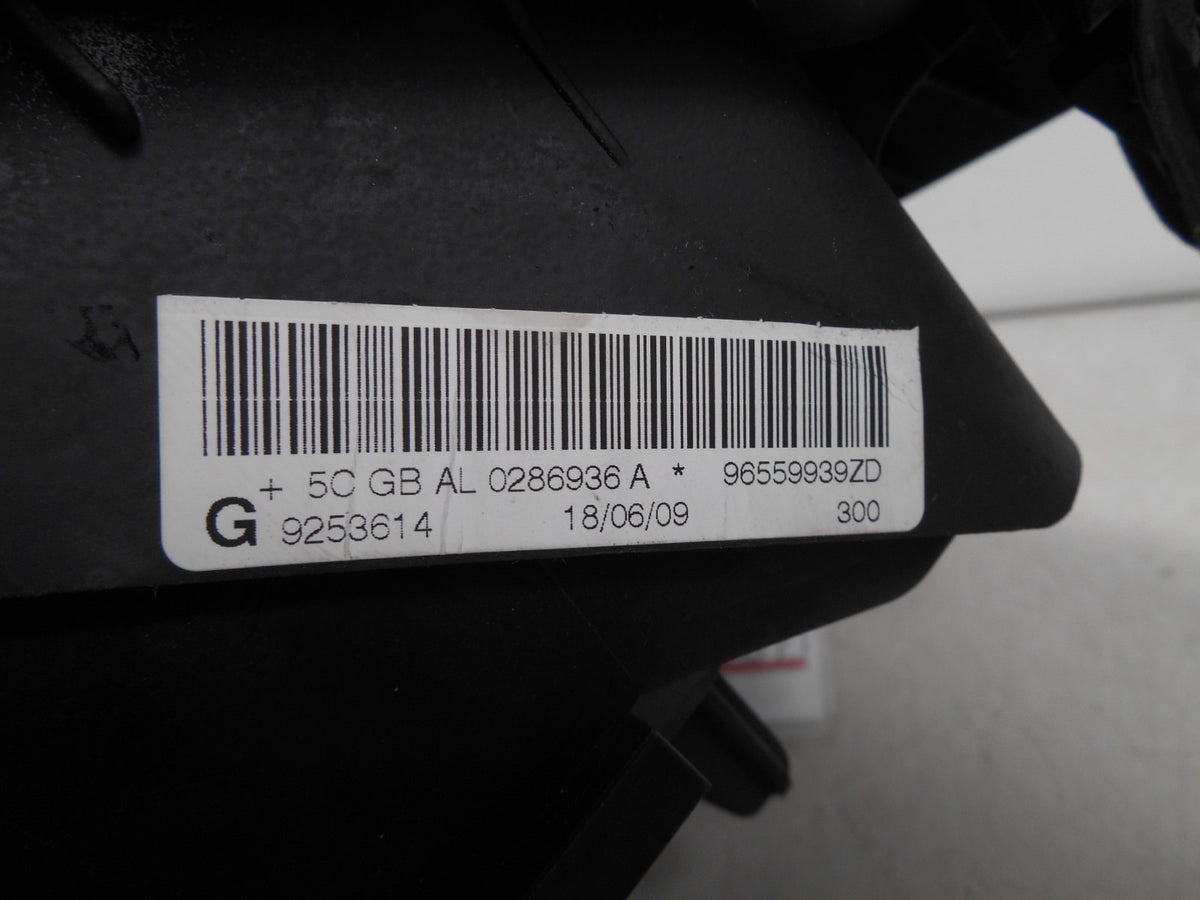 + 5C GB AL 0286936 A * 96559939ZD
G 9253614 18/06/09 300